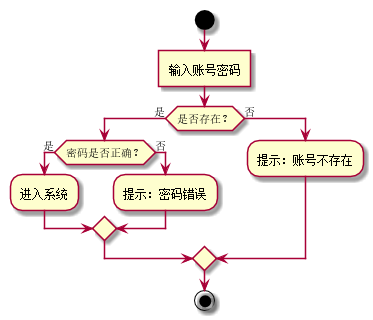 输入账号密码
是
是否存在？
否
是
密码是否正确？
否
提示：账号不存在
进入系统
提示：密码错误